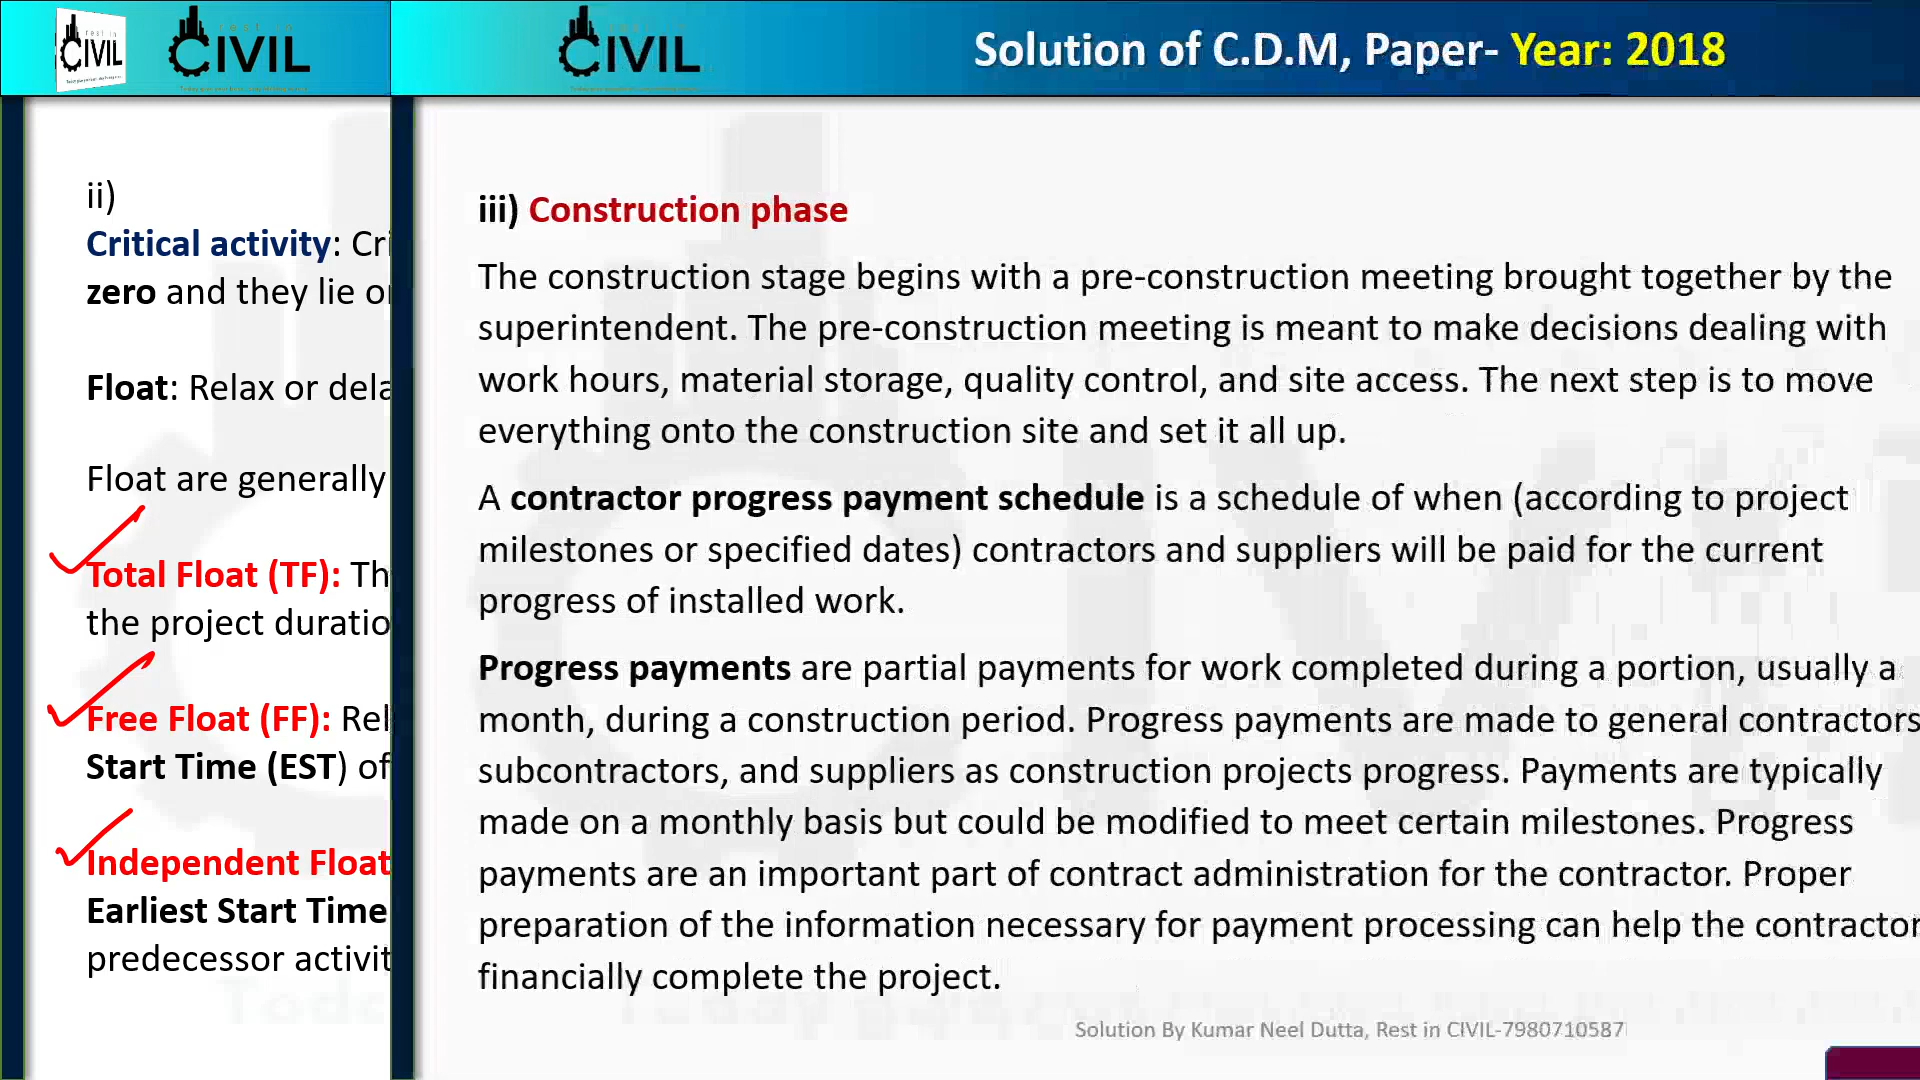 CIVIL
CIVIL
CIVIL
Solution of C.D.M, Paper- Year: 2018
ii)
Critical activity: Cri
zero and they lie or
Float: Relax or dela
Float are generally
Total Float (TF): Th
the project duratio
Free Float (FF): Rel
Start Time (EST) of
Independent Float
Earliest Start Time
predecessor activit
iii) Construction phase
The construction stage begins with a pre-construction meeting brought together by the
superintendent. The pre-construction meeting is meant to make decisions dealing with
work hours, material storage, quality control, and site access. The next step is to move
everything onto the construction site and set it all up.
A contractor progress payment schedule is a schedule of when (according to project
milestones or specified dates) contractors and suppliers will be paid for the current
progress of installed work.
Progress payments are partial payments for work completed during a portion, usually a
month, during a construction period. Progress payments are made to general contractors
subcontractors, and suppliers as construction projects progress. Payments are typically
made on a monthly basis but could be modified to meet certain milestones. Progress
payments are an important part of contract administration for the contractor. Proper
preparation of the information necessary for payment processing can help the contractor
financially complete the project.
Solution By Kumar Neel Dutta, Rest in CIVIL-7980710587